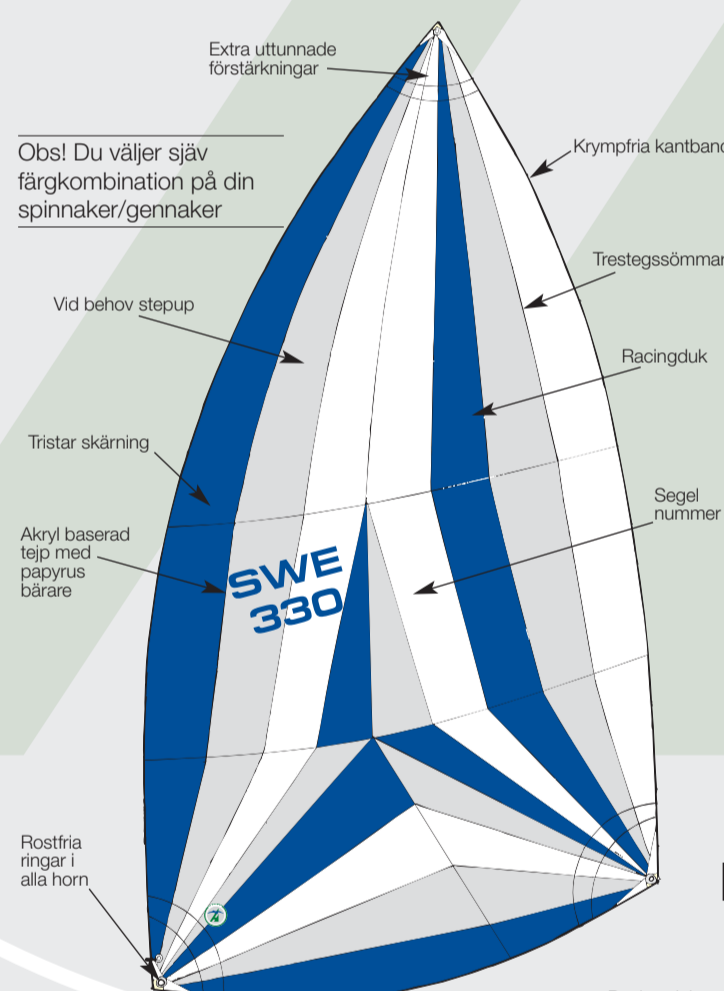 Extra uttunnade
förstärkningar
Obs! Du väljer sjäv
färgkombination på din
spinnaker/gennaker
Krympfria kantband
Trestegssömmar
Vid behov stepup
Racingduk
Tristar skärning
Segel
nummer
Akryl baserad
tejp med
papyrus
bärare
SWE
330
Rostfria
ringar i
alla horn